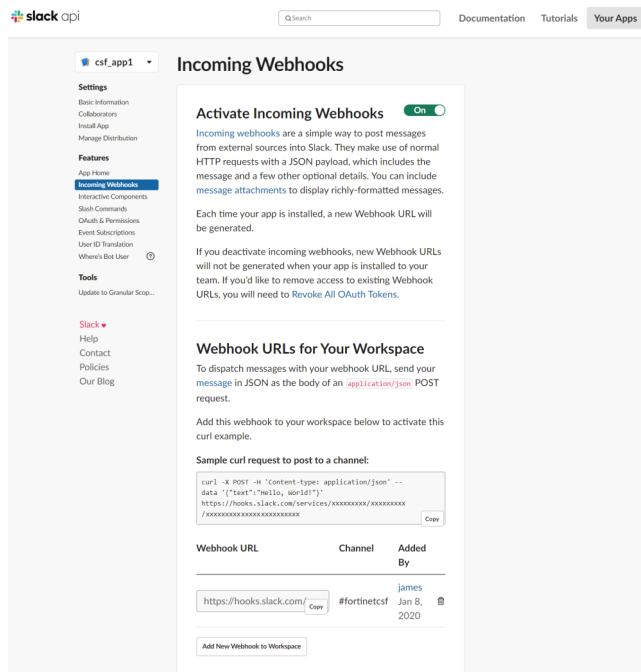 slack api
Search
Documentation Tutorials Your Apps
csf_app1
Settings
Basic Information
Collaborators
Install App
Manage Distribution
Features
App Home
Incoming Webhooks
Interactive Components
Slash Commands
OAuth & Permissions
Event Subscriptions
User ID Translation
Where's Bot User
Tools
Update to Granular Scop...
Slack ♥
Help
Contact
Policies
Our Blog
Incoming Webhooks
Activate Incoming Webhooks On
Incoming webhooks are a simple way to post messages
from external sources into Slack. They make use of normal
HTTP requests with a JSON payload, which includes the
message and a few other optional details. You can include
message attachments to display richly-formatted messages.
Each time your app is installed, a new Webhook URL will
be generated.
If you deactivate incoming webhooks, new Webhook URLs
will not be generated when your app is installed to your
team. If you'd like to remove access to existing Webhook
URLs, you will need to Revoke All OAuth Tokens.
Webhook URLs for Your Workspace
To dispatch messages with your webhook URL, send your
message in JSON as the body of an application/json POST
request.
Add this webhook to your workspace below to activate this
curl example.
Sample curl request to post to a channel:
curl -X POST -H 'Content-type: application/json' --
data '{"text":"Hello, World!"}'
https://hooks.slack.com/services/xxxxxxxxx/xxxxxxxxx
/xxxxxxxxxxxxxxxxxxxxxxxx
Copy
Webhook URL Channel Added
By
https://hooks.slack.com/ Copy #fortinetcsf james
Jan 8,
2020
Add New Webhook to Workspace